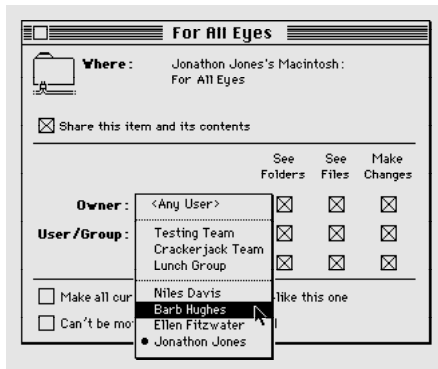 For All Eyes
Where: Jonathon Jones's Macintosh:
For All Eyes
Share this item and its contents
See See Make
Folders Files Changes
Owner: <Any User>
User/Group: Testing Team
Crackerjack Team
Lunch Group
Niles Davis
Make all cur like this one
Barb Hughes
Can't be mo
Ellen Fitzwater
Jonathon Jones